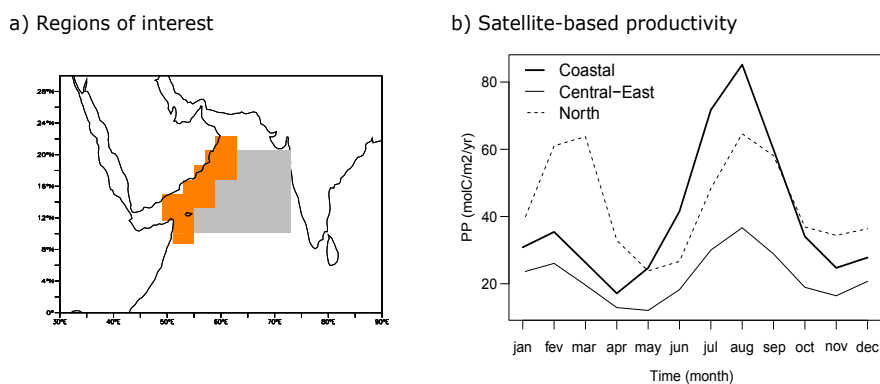 a) Regions of interest
28°N
24°N
20°N
16°N
12°N
8°N
4°N
0°
30°E
40°E
50°E
60°E
70°E
80°E
90°E
b) Satellite-based productivity
Coastal
Central−East
North
PP (molC/m2/yr)
80
60
40
20
jan fev mar apr may jun jul aug sep oct nov dec
Time (month)